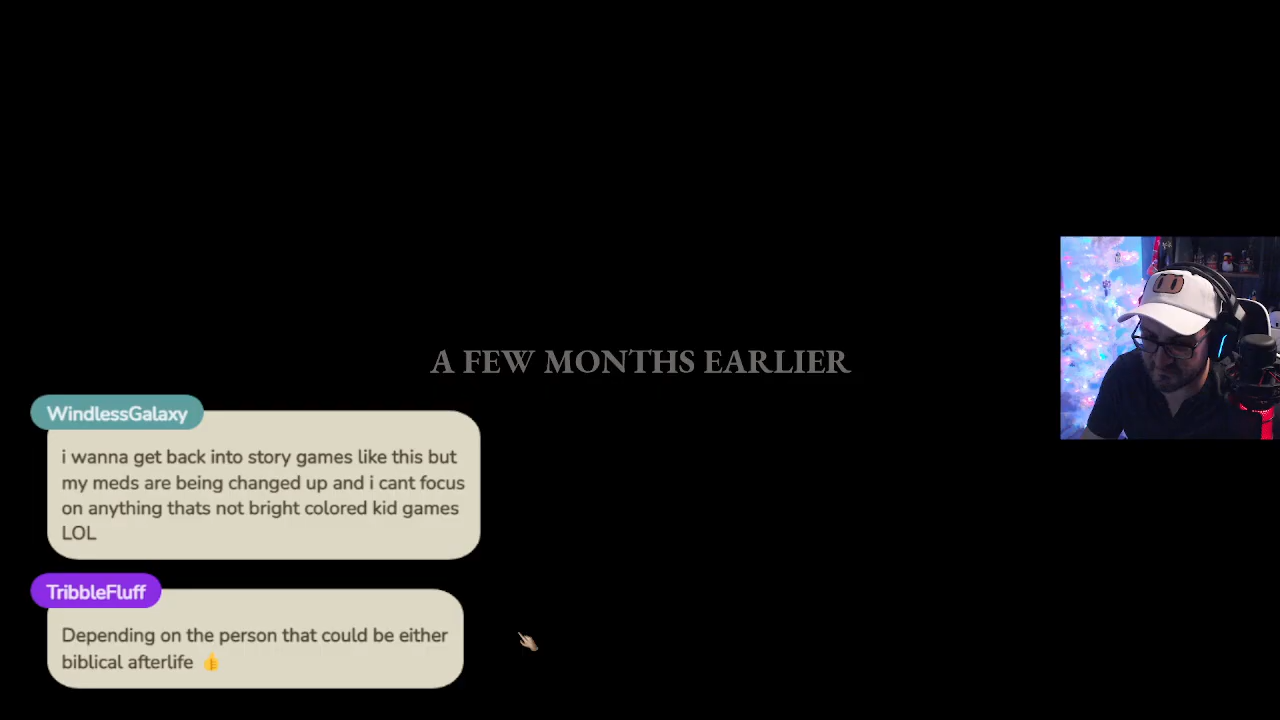 A FEW MONTHS EARLIER
WindlessGalaxy
i wanna get back into story games like this but
my meds are being changed up and i cant focus
on anything thats not bright colored kid games
LOL
TribbleFluff
Depending on the person that could be either
biblical afterlife 👍